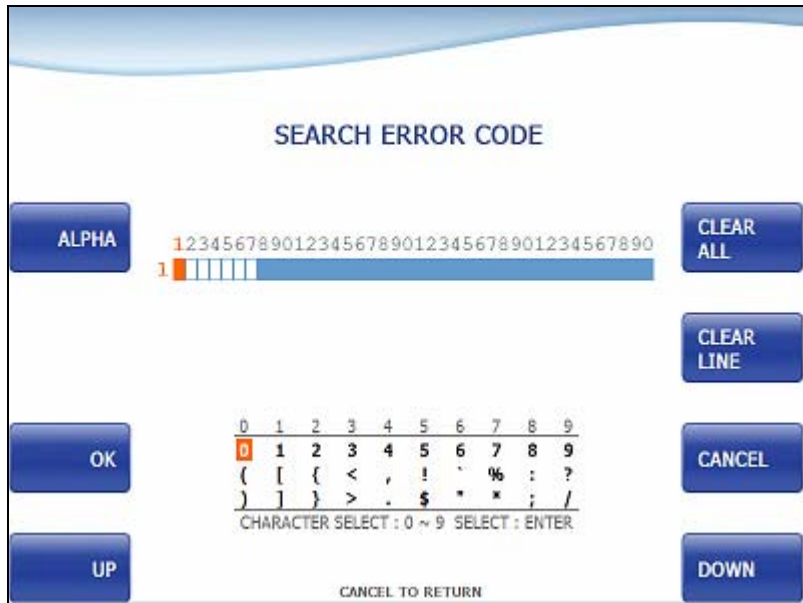 SEARCH ERROR CODE
ALPHA
1234567890123456789012345678901234567890
CLEAR
ALL
1
CLEAR
LINE
0 1 2 3 4 5 6 7 8 9
0 1 2 3 4 5 6 7 8 9
( [ { < , ! ` % : ?
) ] } > . $ " * ; /
CHARACTER SELECT : 0 ~ 9 SELECT : ENTER
OK
CANCEL
UP
DOWN
CANCEL TO RETURN